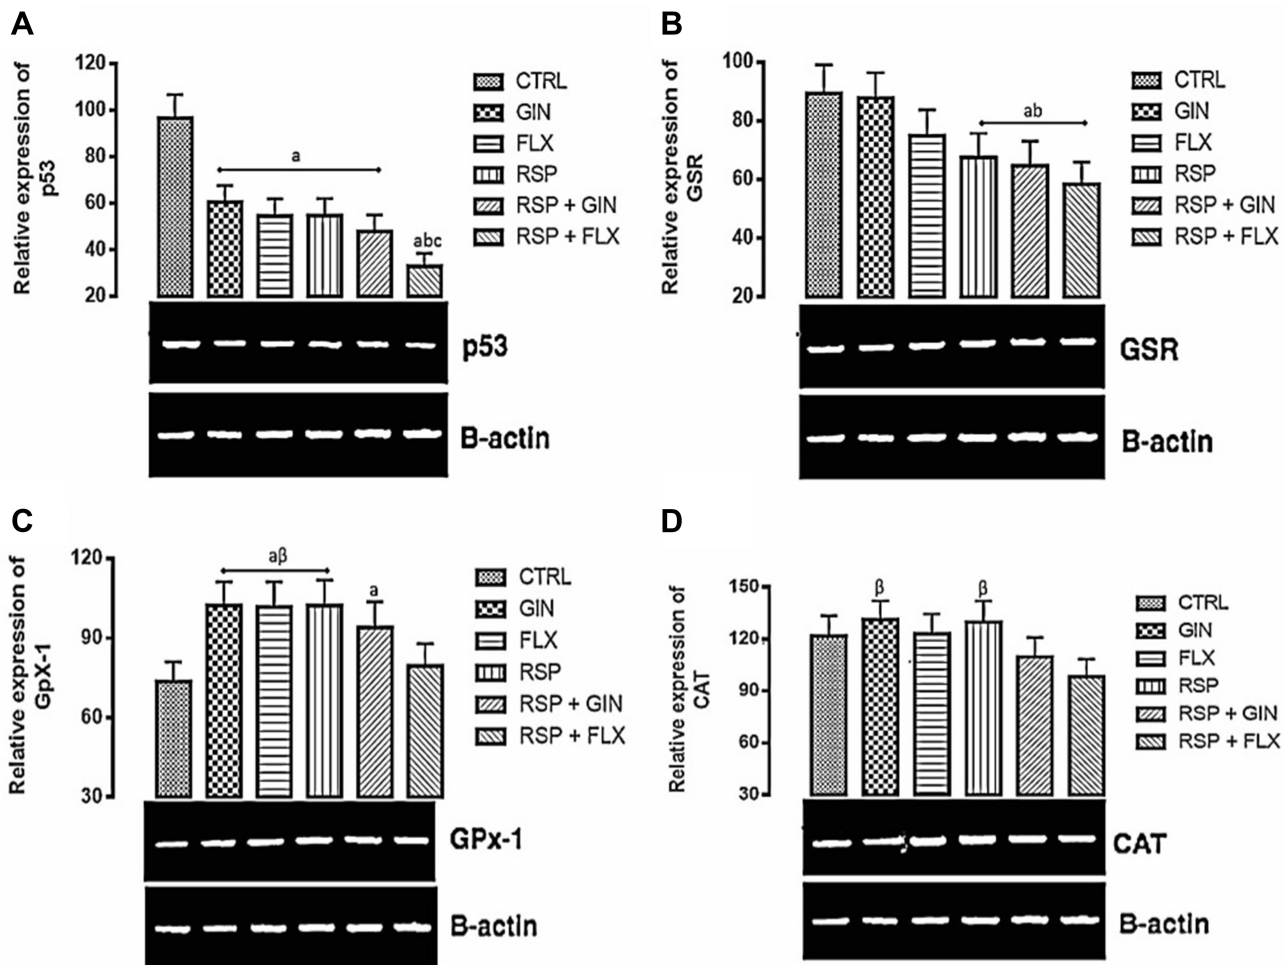 A
Relative expression of
p53
120
100
80
60
40
20
a
abc
CTRL
GIN
FLX
RSP
RSP + GIN
RSP + FLX
p53
B-actin
B
Relative expression of
GSR
100
80
60
40
20
ab
CTRL
GIN
FLX
RSP
RSP + GIN
RSP + FLX
GSR
B-actin
C
Relative expression of
GpX-1
120
90
60
30
aβ
a
CTRL
GIN
FLX
RSP
RSP + GIN
RSP + FLX
GPx-1
B-actin
D
Relative expression of
CAT
150
120
90
60
30
β
β
CTRL
GIN
FLX
RSP
RSP + GIN
RSP + FLX
CAT
B-actin